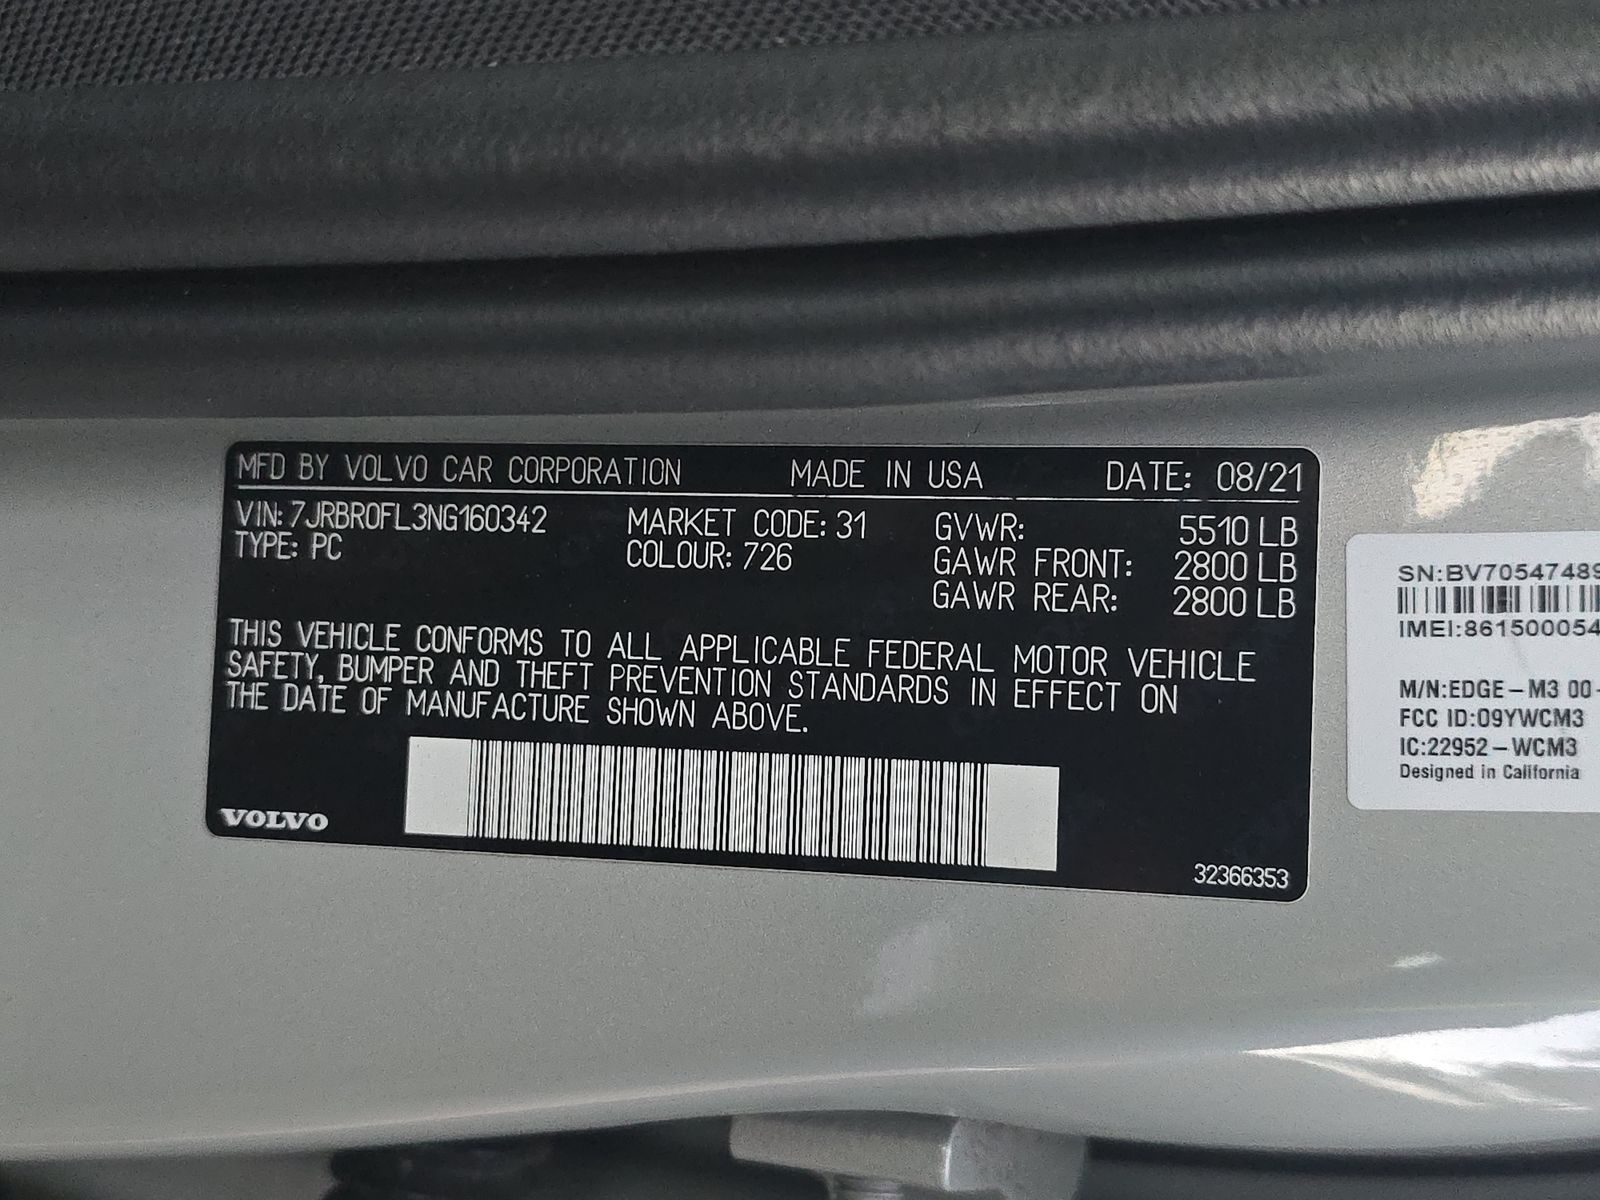 MFD BY VOLVO CAR CORPORATION MADE IN USA DATE: 08/21
VIN: 7JRBR0FL3NG160342 MARKET CODE: 31 GVWR: 5510 LB
TYPE: PC COLOUR: 726 GAWR FRONT: 2800 LB
GAWR REAR: 2800 LB
THIS VEHICLE CONFORMS TO ALL APPLICABLE FEDERAL MOTOR VEHICLE
SAFETY, BUMPER AND THEFT PREVENTION STANDARDS IN EFFECT ON
THE DATE OF MANUFACTURE SHOWN ABOVE.
VOLVO
32366353
SN:BV70547489
IMEI:861500054
M/N:EDGE-M3 00-
FCC ID:O9YWCM3
IC:22952-WCM3
Designed in California